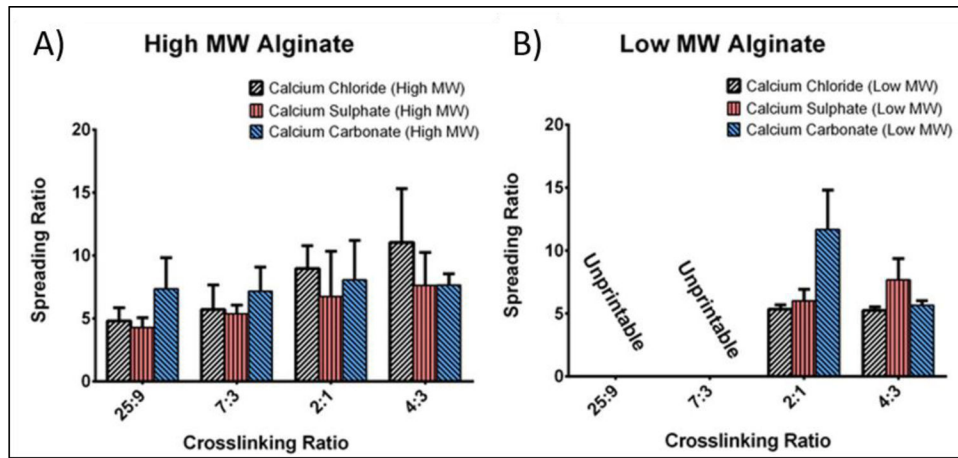 A)
High MW Alginate
Calcium Chloride (High MW)
Calcium Sulphate (High MW)
Calcium Carbonate (High MW)
Spreading Ratio
20
15
10
5
0
25:9
7:3
2:1
4:3
Crosslinking Ratio
B)
Low MW Alginate
Calcium Chloride (Low MW)
Calcium Sulphate (Low MW)
Calcium Carbonate (Low MW)
Spreading Ratio
20
15
10
5
0
Unprintable
Unprintable
25:9
7:3
2:1
4:3
Crosslinking Ratio